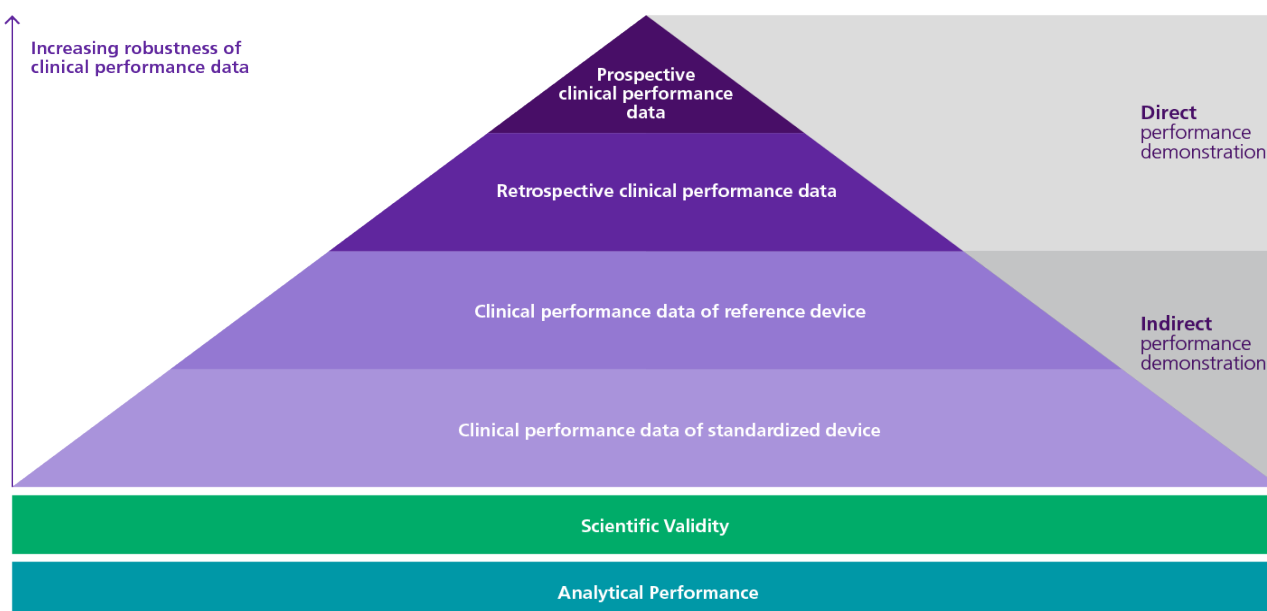 Increasing robustness of
clinical performance data
Prospective
clinical performance
data
Direct
performance
demonstration
Retrospective clinical performance data
Clinical performance data of reference device
Indirect
performance
demonstration
Clinical performance data of standardized device
Scientific Validity
Analytical Performance